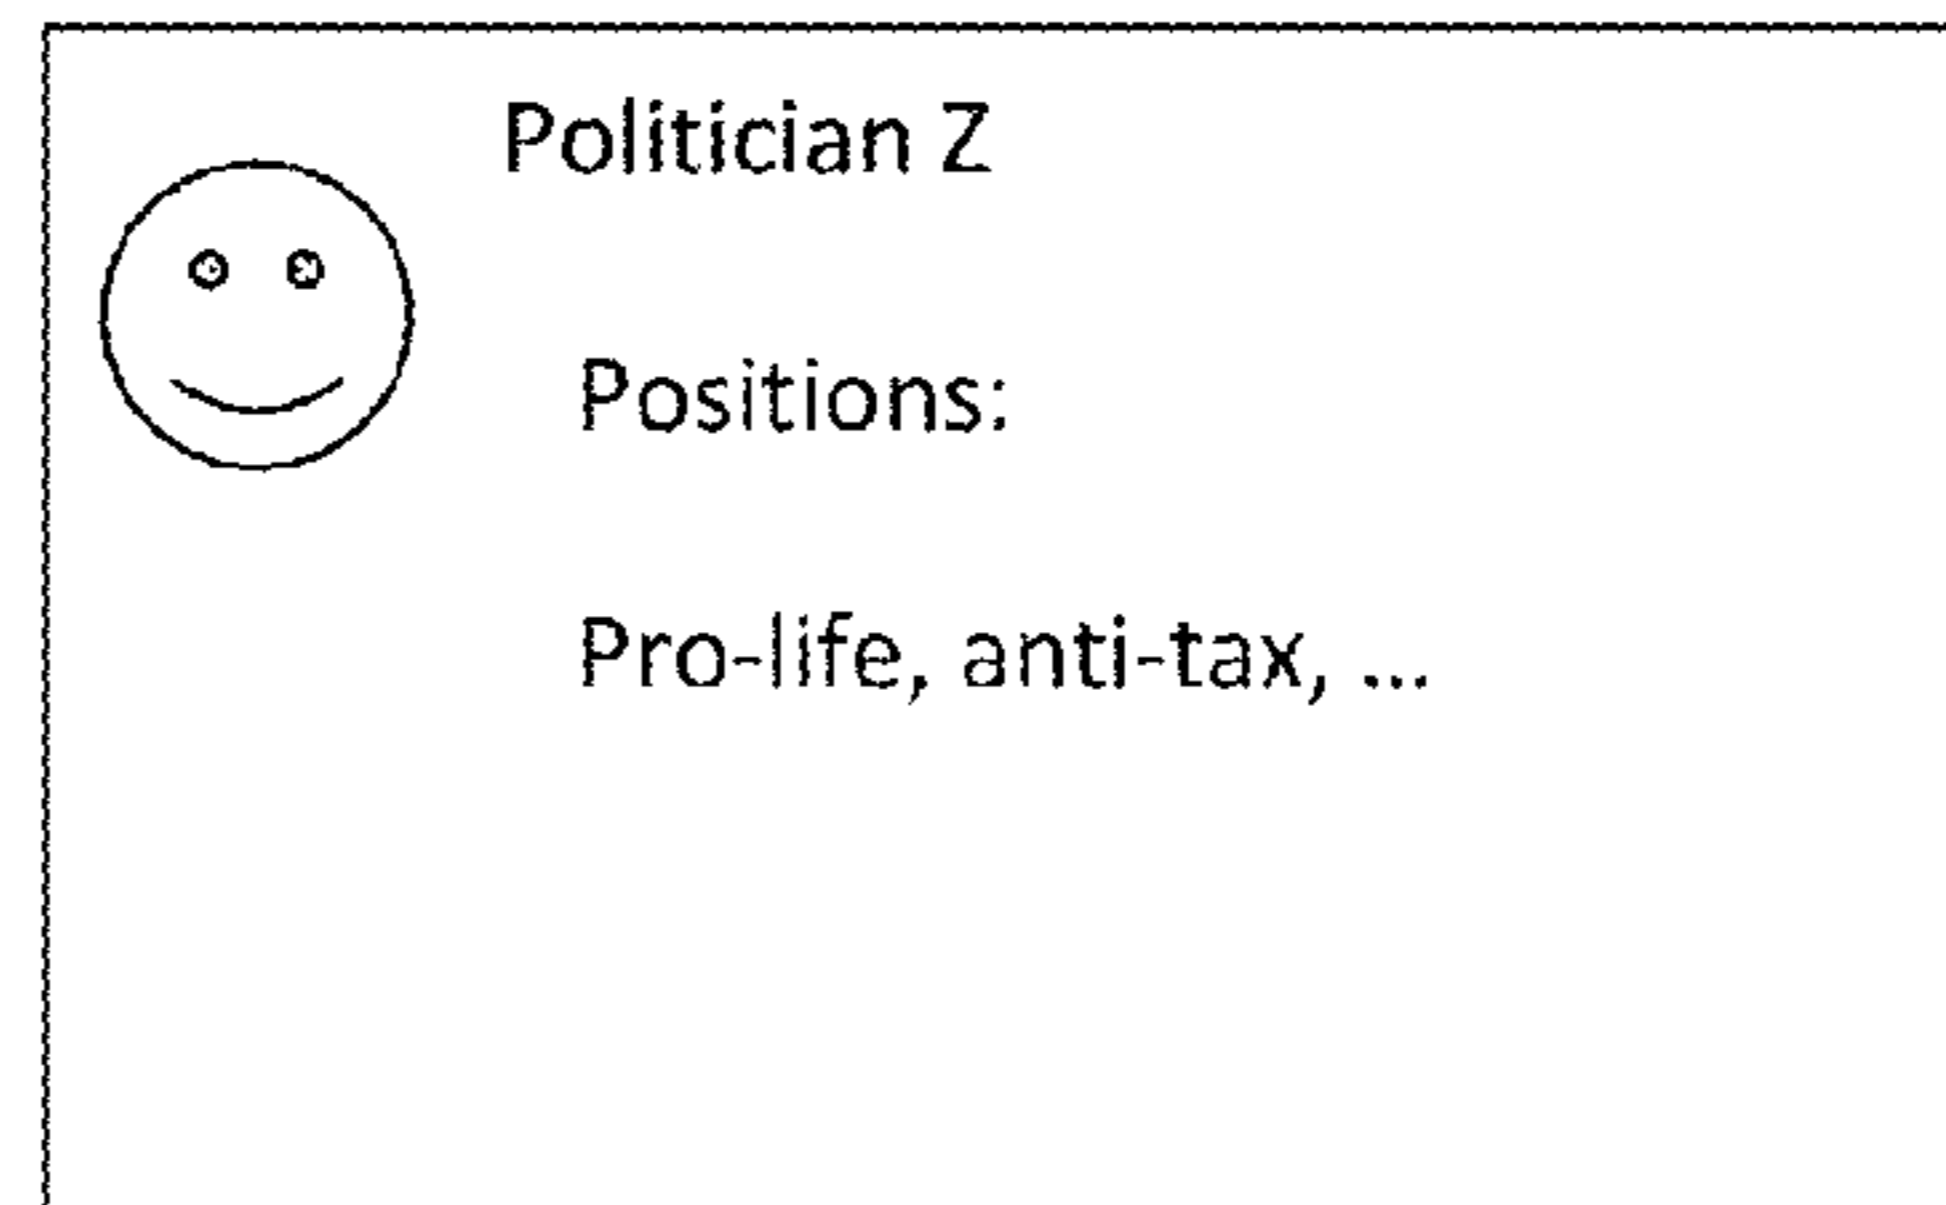 Politician Z
Positions:
Pro-life, anti-tax, ...